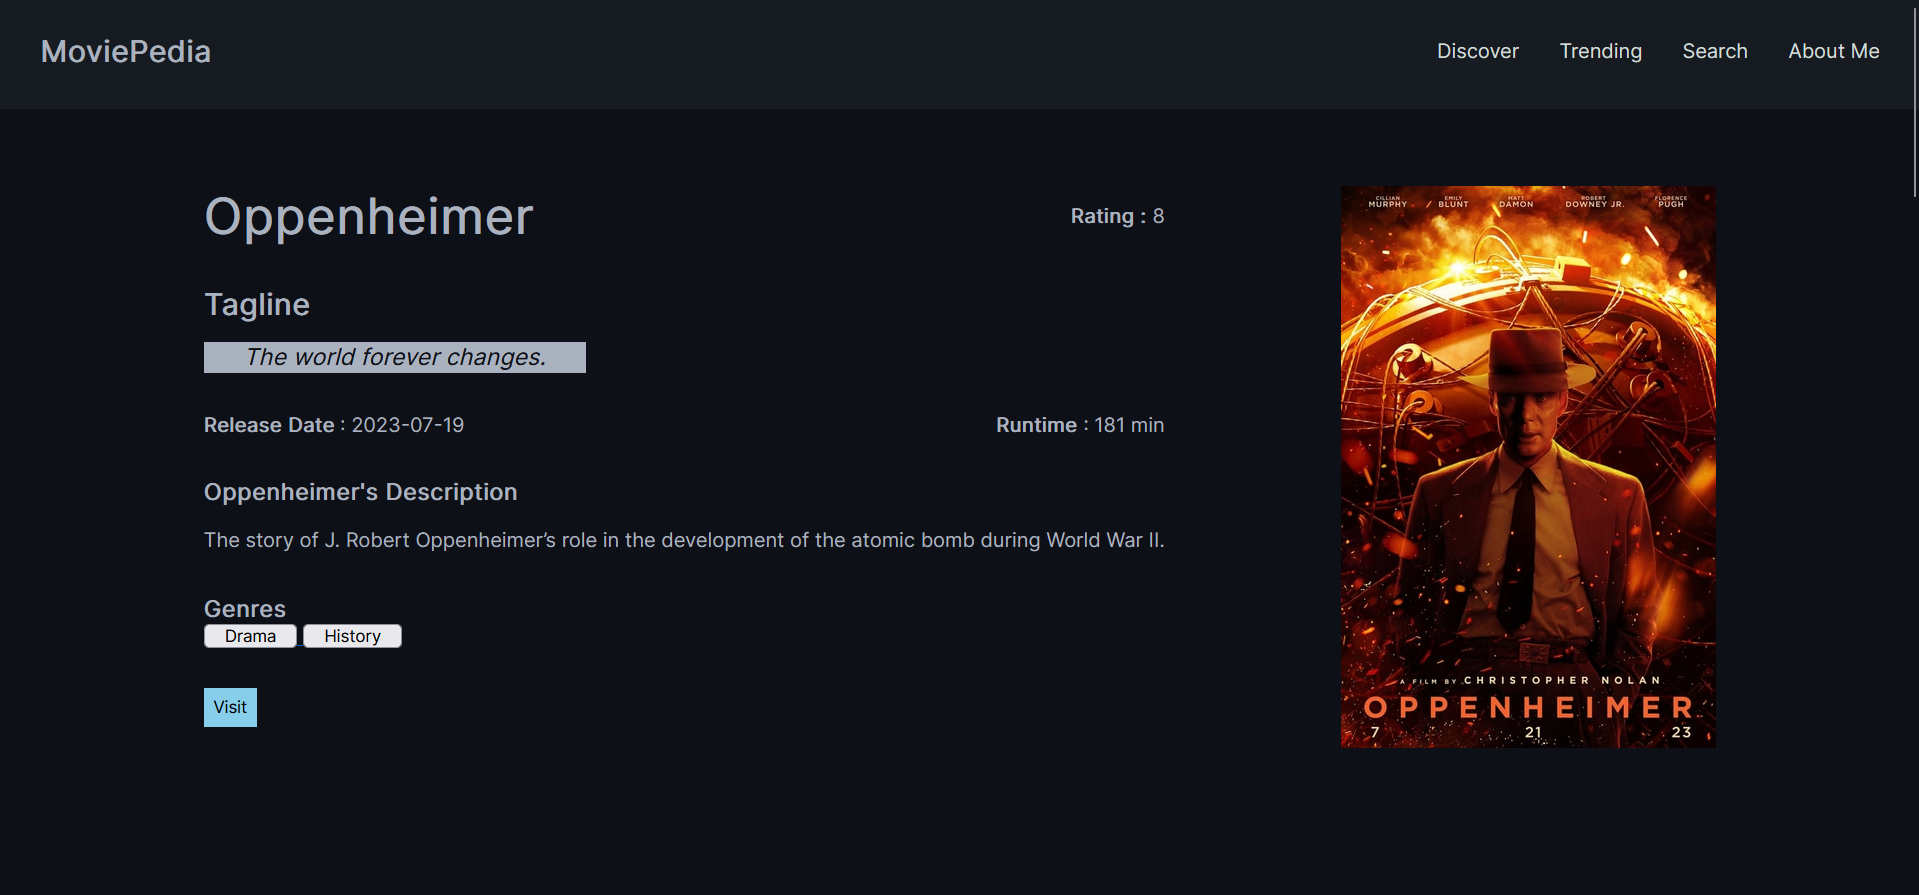 MoviePedia
Discover Trending Search About Me
Oppenheimer
Rating : 8
Tagline
The world forever changes.
Release Date : 2023-07-19
Runtime : 181 min
Oppenheimer's Description
The story of J. Robert Oppenheimer’s role in the development of the atomic bomb during World War II.
Genres
Drama History
Visit
CILLIAN MURPHY
EMILY BLUNT
MATT DAMON
ROBERT DOWNEY JR.
FLORENCE PUGH
A FILM BY CHRISTOPHER NOLAN
OPPENHEIMER
7 21 23